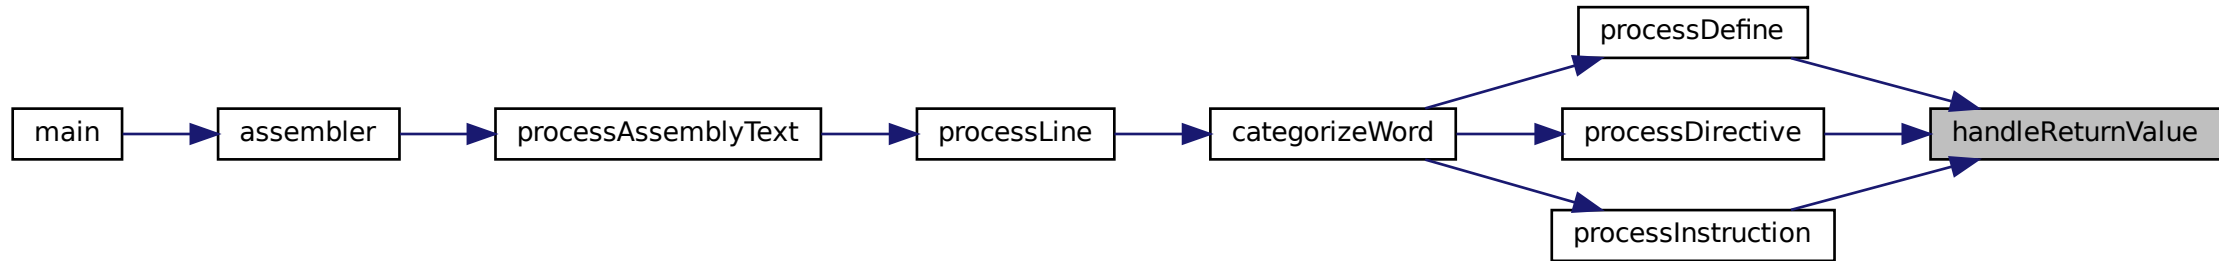 main
assembler
processAssemblyText
processLine
categorizeWord
processDefine
processDirective
processInstruction
handleReturnValue